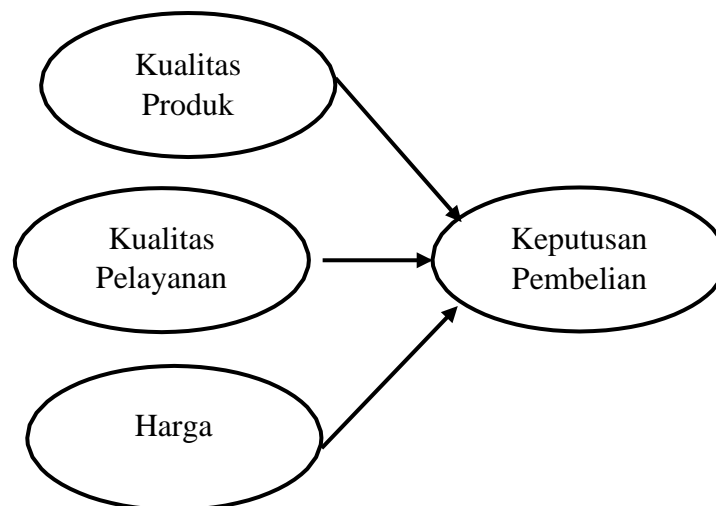 Kualitas
Produk
Kualitas
Pelayanan
Keputusan
Pembelian
Harga